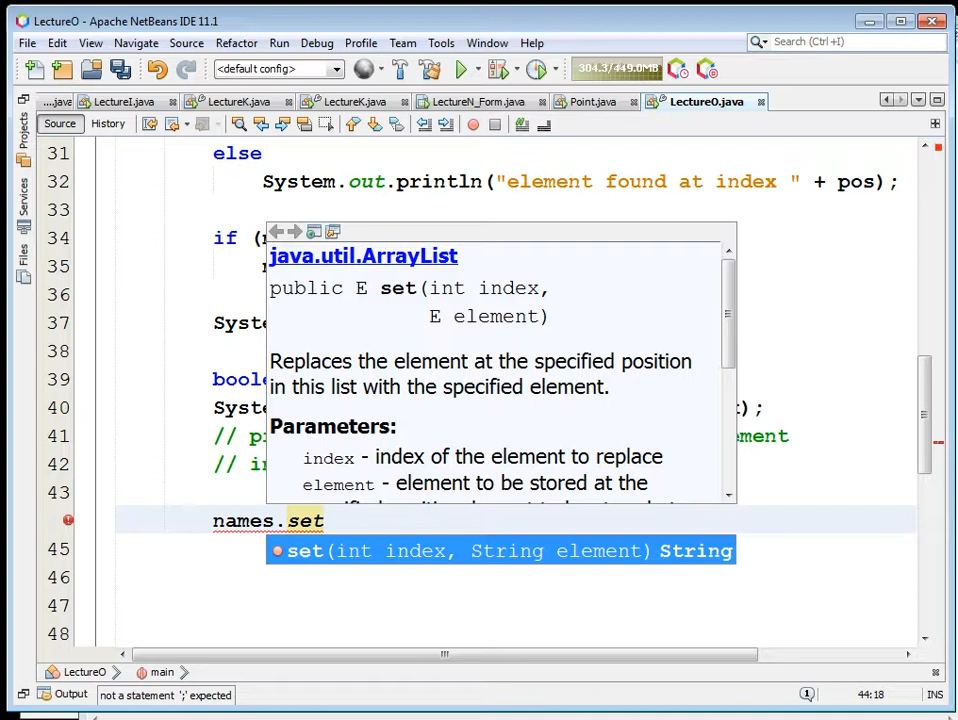 LectureO - Apache NetBeans IDE 11.1
File Edit View Navigate Source Refactor Run Debug Profile Team Tools Window Help
Search (Ctrl+I)
<default config>
304.3/449.0MB
....java LectureI.java LectureK.java LectureK.java LectureN_Form.java Point.java LectureO.java
Source History
Projects
Services
Files
31 else
32 System.out.println("element found at index " + pos);
33
34 if (
35
36
37 Syste
38
39 boole
40 Syste t);
41 // p ement
42 // i
43
names.set
45
46
47
48
java.util.ArrayList
public E set(int index,
E element)
Replaces the element at the specified position
in this list with the specified element.
Parameters:
index - index of the element to replace
element - element to be stored at the
set(int index, String element) String
LectureO main
Output
not a statement ';' expected
1
44:18
INS